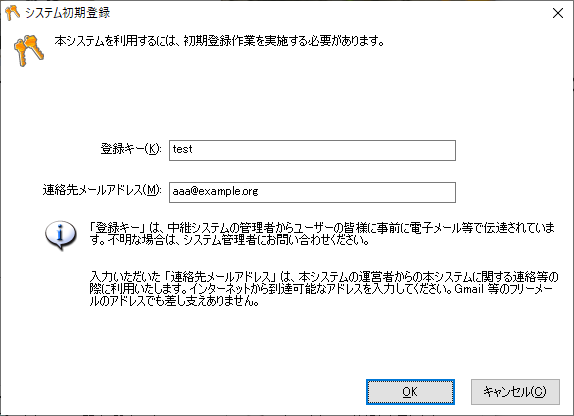 システム初期登録
本システムを利用するには、初期登録作業を実施する必要があります。
登録キー(K):
test
連絡先メールアドレス(M):
aaa@example.org
「登録キー」は、中継システムの管理者からユーザーの皆様に事前に電子メール等で伝達されていま
す。不明な場合は、システム管理者にお問い合わせください。
入力いただいた「連絡先メールアドレス」は、本システムの運営者からの本システムに関する連絡等の
際に利用いたします。インターネットから到達可能なアドレスを入力してください。Gmail 等のフリーメー
ルのアドレスでも差し支えありません。
OK
キャンセル(C)